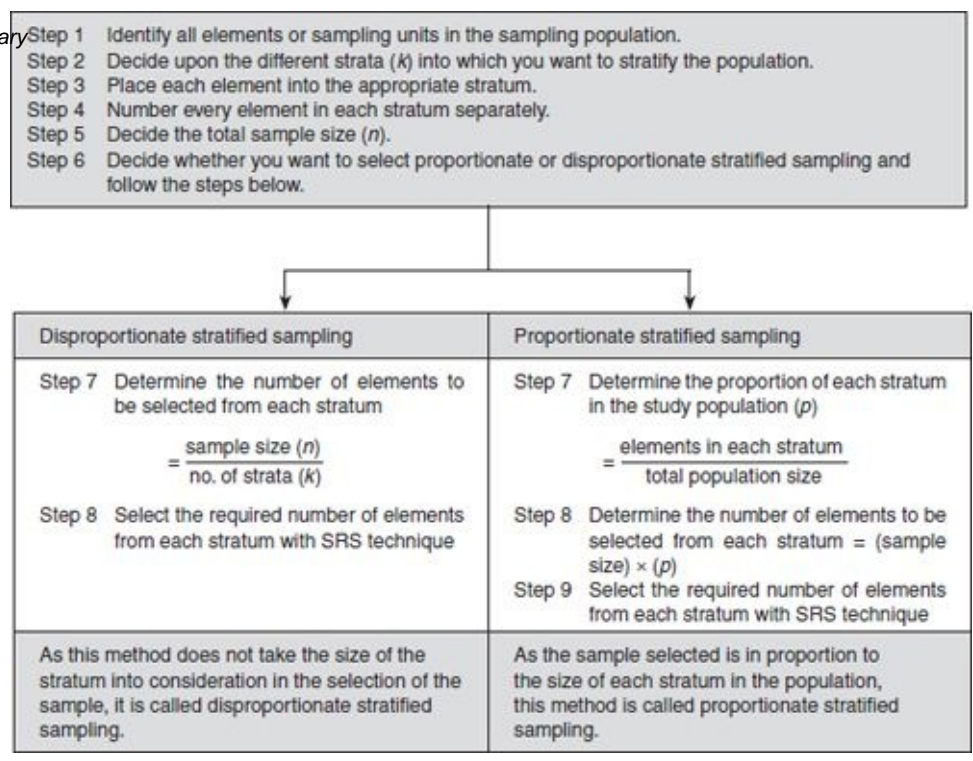 ary
Step 1 Identify all elements or sampling units in the sampling population.
Step 2 Decide upon the different strata (k) into which you want to stratify the population.
Step 3 Place each element into the appropriate stratum.
Step 4 Number every element in each stratum separately.
Step 5 Decide the total sample size (n).
Step 6 Decide whether you want to select proportionate or disproportionate stratified sampling and
follow the steps below.
Disproportionate stratified sampling
Step 7 Determine the number of elements to
be selected from each stratum
= sample size (n)
no. of strata (k)
Step 8 Select the required number of elements
from each stratum with SRS technique
As this method does not take the size of the
stratum into consideration in the selection of the
sample, it is called disproportionate stratified
sampling.
Proportionate stratified sampling
Step 7 Determine the proportion of each stratum
in the study population (p)
= elements in each stratum
total population size
Step 8 Determine the number of elements to be
selected from each stratum = (sample
size) × (p)
Step 9 Select the required number of elements
from each stratum with SRS technique
As the sample selected is in proportion to
the size of each stratum in the population,
this method is called proportionate stratified
sampling.